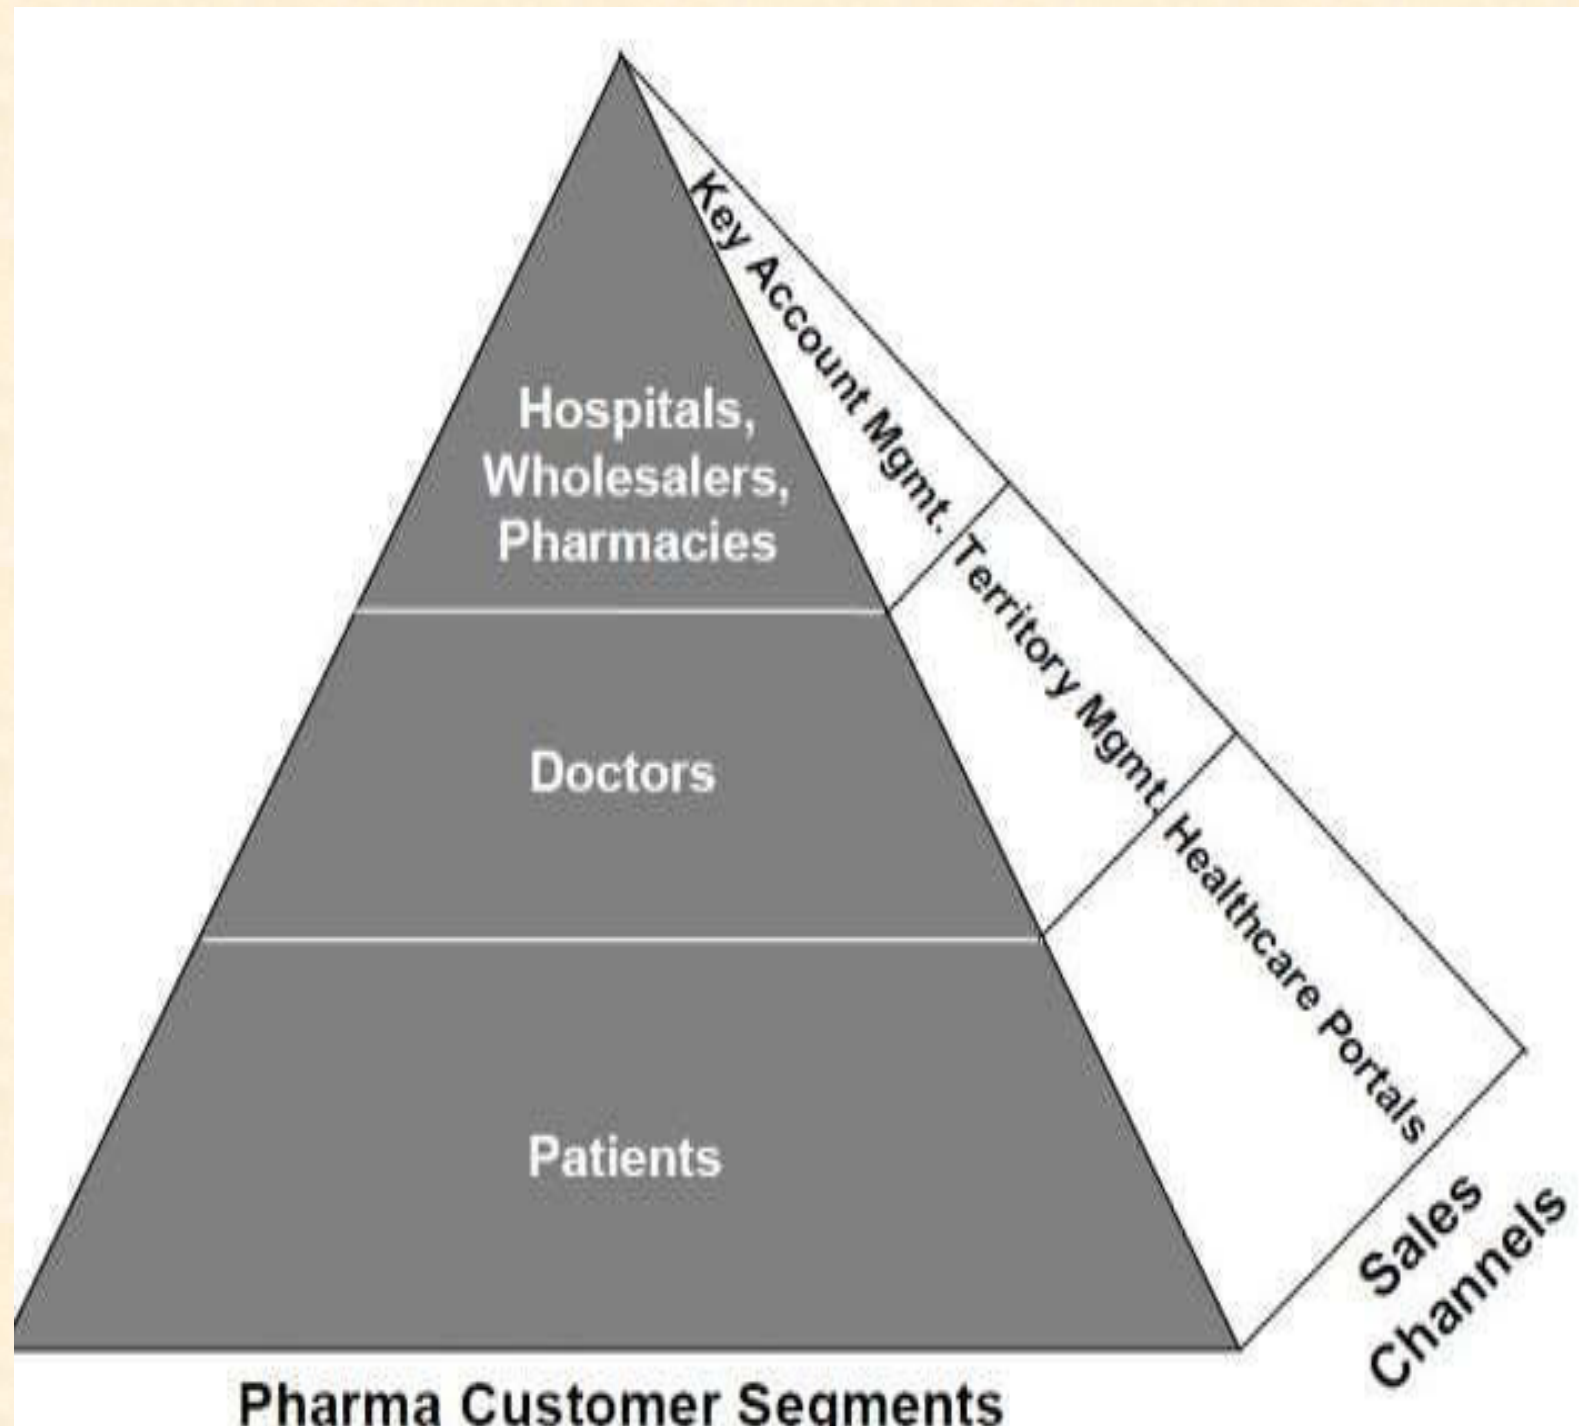 Hospitals,
Wholesalers,
Pharmacies
Doctors
Patients
Key Account Mgmt.
Territory Mgmt.
Healthcare Portals
Sales
Channels
Pharma Customer Segments